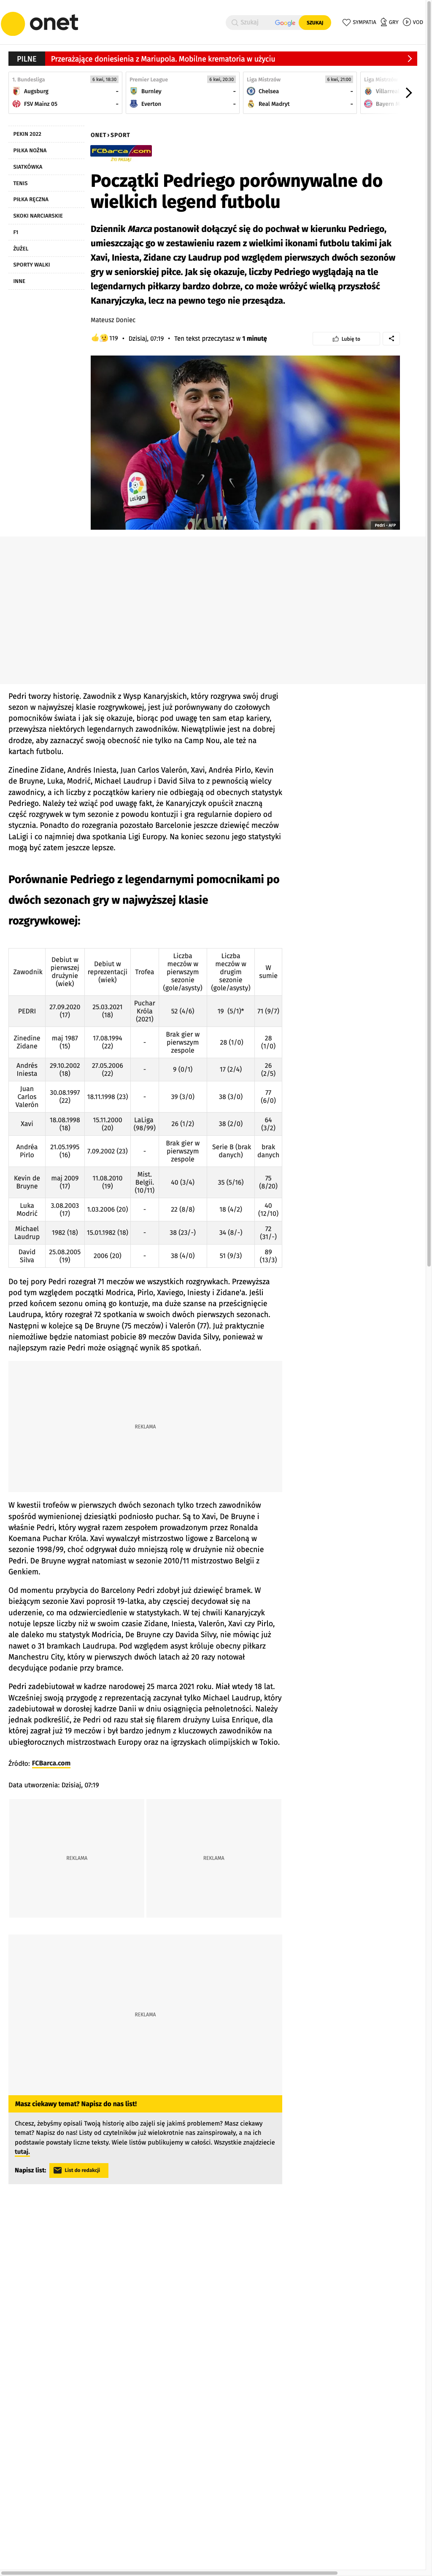 onet
Szukaj
Google
SZUKAJ
SYMPATIA
GRY
VOD
PILNE
Przerażające doniesienia z Mariupola. Mobilne krematoria w użyciu
1. Bundesliga 6 kwi, 18:30
Augsburg -
FSV Mainz 05 -
Premier League 6 kwi, 20:30
Burnley -
Everton -
Liga Mistrzów 6 kwi, 21:00
Chelsea -
Real Madryt -
PEKIN 2022
PIŁKA NOŻNA
SIATKÓWKA
TENIS
PIŁKA RĘCZNA
SKOKI NARCIARSKIE
F1
ŻUŻEL
SPORTY WALKI
INNE
ONET › SPORT
FCBarca.com
Początki Pedriego porównywalne do
wielkich legend futbolu
Dziennik Marca postanowił dołączyć się do pochwał w kierunku Pedriego,
umieszczając go w zestawieniu razem z wielkimi ikonami futbolu takimi jak
Xavi, Iniesta, Zidane czy Laudrup pod względem pierwszych dwóch sezonów
gry w seniorskiej piłce. Jak się okazuje, liczby Pedriego wyglądają na tle
legendarnych piłkarzy bardzo dobrze, co może wróżyć wielką przyszłość
Kanaryjczyka, lecz na pewno tego nie przesądza.
Mateusz Doniec
119 • Dzisiaj, 07:19 • Ten tekst przeczytasz w 1 minutę
Lubię to
LaLiga
Pedri - AFP
Pedri tworzy historię. Zawodnik z Wysp Kanaryjskich, który rozgrywa swój drugi
sezon w najwyższej klasie rozgrywkowej, jest już porównywany do czołowych
pomocników świata i jak się okazuje, biorąc pod uwagę ten sam etap kariery,
przewyższa niektórych legendarnych zawodników. Niewątpliwie jest na dobrej
drodze, aby zaznaczyć swoją obecność nie tylko na Camp Nou, ale też na
kartach futbolu.
Zinedine Zidane, Andrés Iniesta, Juan Carlos Valerón, Xavi, Andréa Pirlo, Kevin
de Bruyne, Luka, Modrić, Michael Laudrup i David Silva to z pewnością wielcy
zawodnicy, a ich liczby z początków kariery nie odbiegają od obecnych statystyk
Pedriego. Należy też wziąć pod uwagę fakt, że Kanaryjczyk opuścił znaczną
część rozgrywek w tym sezonie z powodu kontuzji i gra regularnie dopiero od
stycznia. Ponadto do rozegrania pozostało Barcelonie jeszcze dziewięć meczów
LaLigi i co najmniej dwa spotkania Ligi Europy. Na koniec sezonu jego statystyki
mogą być zatem jeszcze lepsze.
Porównanie Pedriego z legendarnymi pomocnikami po
dwóch sezonach gry w najwyższej klasie
rozgrywkowej:
Zawodnik | Debiut w pierwszej drużynie (wiek) | Debiut w reprezentacji (wiek) | Trofea | Liczba meczów w pierwszym sezonie (gole/asysty) | Liczba meczów w drugim sezonie (gole/asysty) | W sumie
PEDRI | 27.09.2020 (17) | 25.03.2021 (18) | Puchar Króla (2021) | 52 (4/6) | 19 (5/1)* | 71 (9/7)
Zinedine Zidane | maj 1987 (15) | 17.08.1994 (22) | - | Brak gier w pierwszym zespole | 28 (1/0) | 28 (1/0)
Andrés Iniesta | 29.10.2002 (18) | 27.05.2006 (22) | - | 9 (0/1) | 17 (2/4) | 26 (2/5)
Juan Carlos Valerón | 30.08.1997 (22) | 18.11.1998 (23) | - | 39 (3/0) | 38 (3/0) | 77 (6/0)
Xavi | 18.08.1998 (18) | 15.11.2000 (20) | LaLiga (98/99) | 26 (1/2) | 38 (2/0) | 64 (3/2)
Andréa Pirlo | 21.05.1995 (16) | 7.09.2002 (23) | - | Brak gier w pierwszym zespole | Serie B (brak danych) | brak danych
Kevin de Bruyne | maj 2009 (17) | 11.08.2010 (19) | Mist. Belgii. (10/11) | 40 (3/4) | 35 (5/16) | 75 (8/20)
Luka Modrić | 3.08.2003 (17) | 1.03.2006 (20) | - | 22 (8/8) | 18 (4/2) | 40 (12/10)
Michael Laudrup | 1982 (18) | 15.01.1982 (18) | - | 38 (23/-) | 34 (8/-) | 72 (31/-)
David Silva | 25.08.2005 (19) | 2006 (20) | - | 38 (4/0) | 51 (9/3) | 89 (13/3)
Do tej pory Pedri rozegrał 71 meczów we wszystkich rozgrywkach. Przewyższa
pod tym względem początki Modrica, Pirlo, Xaviego, Iniesty i Zidane'a. Jeśli
przed końcem sezonu ominą go kontuzje, ma duże szanse na prześcignięcie
Laudrupa, który rozegrał 72 spotkania w swoich dwóch pierwszych sezonach.
Następni w kolejce są De Bruyne (75 meczów) i Valerón (77). Już praktycznie
niemożliwe będzie natomiast pobicie 89 meczów Davida Silvy, ponieważ w
najlepszym razie Pedri może osiągnąć wynik 85 spotkań.
REKLAMA
W kwestii trofeów w pierwszych dwóch sezonach tylko trzech zawodników
spośród wymienionej dziesiątki podniosło puchar. Są to Xavi, De Bruyne i
właśnie Pedri, który wygrał razem zespołem prowadzonym przez Ronalda
Koemana Puchar Króla. Xavi wywalczył mistrzostwo ligowe z Barceloną w
sezonie 1998/99, choć odgrywał dużo mniejszą rolę w drużynie niż obecnie
Pedri. De Bruyne wygrał natomiast w sezonie 2010/11 mistrzostwo Belgii z
Genkiem.
Od momentu przybycia do Barcelony Pedri zdobył już dziewięć bramek. W
bieżącym sezonie Xavi poprosił 19-latka, aby częściej decydował się na
uderzenie, co ma odzwierciedlenie w statystykach. W tej chwili Kanaryjczyk
notuje lepsze liczby niż w swoim czasie Zidane, Iniesta, Valerón, Xavi czy Pirlo,
ale daleko mu statystyk Modricia, De Bruyne czy Davida Silvy, nie mówiąc już
nawet o 31 bramkach Laudrupa. Pod względem asyst króluje obecny piłkarz
Manchestru City, który w pierwszych dwóch latach aż 20 razy notował
decydujące podanie przy bramce.
Pedri zadebiutował w kadrze narodowej 25 marca 2021 roku. Miał wtedy 18 lat.
Wcześniej swoją przygodę z reprezentacją zaczynał tylko Michael Laudrup, który
zadebiutował w dorosłej kadrze Danii w dniu osiągnięcia pełnoletności. Należy
jednak podkreślić, że Pedri od razu stał się filarem drużyny Luisa Enrique, dla
której zagrał już 19 meczów i był bardzo jednym z kluczowych zawodników na
ubiegłorocznych mistrzostwach Europy oraz na igrzyskach olimpijskich w Tokio.
Źródło: FCBarca.com
Data utworzenia: Dzisiaj, 07:19
REKLAMA
REKLAMA
REKLAMA
Masz ciekawy temat? Napisz do nas list!
Chcesz, żebyśmy opisali Twoją historię albo zajęli się jakimś problemem? Masz ciekawy
temat? Napisz do nas! Listy od czytelników już wielokrotnie nas zainspirowały, a na ich
podstawie powstały liczne teksty. Wiele listów publikujemy w całości. Wszystkie znajdziecie
tutaj.
Napisz list:
List do redakcji